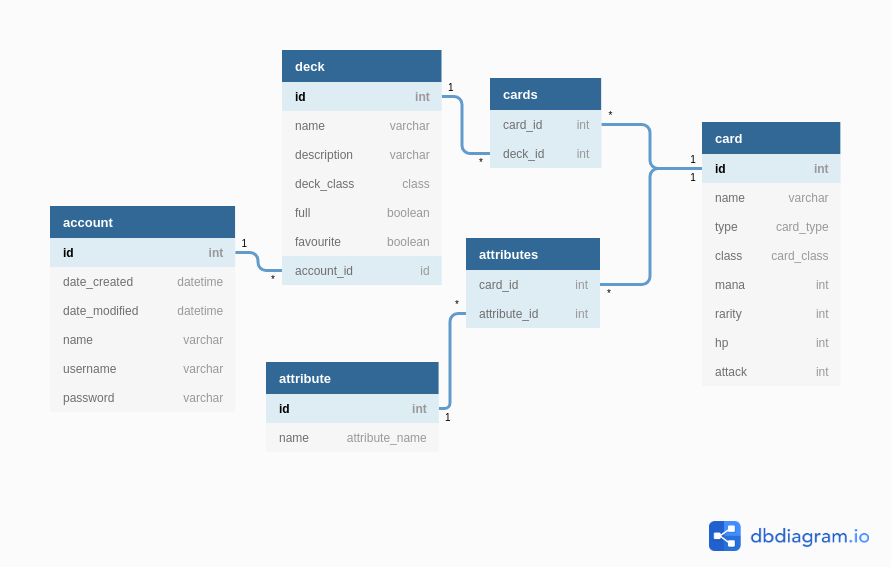 deck
id int
name varchar
description varchar
deck_class class
full boolean
favourite boolean
account_id id
1
*
cards
card_id int
deck_id int
*
card
id int
name varchar
type card_type
class card_class
mana int
rarity int
hp int
attack int
1
1
account
id int
date_created datetime
date_modified datetime
name varchar
username varchar
password varchar
1
*
attributes
card_id int
attribute_id int
*
*
attribute
id int
name attribute_name
1
dbdiagram.io